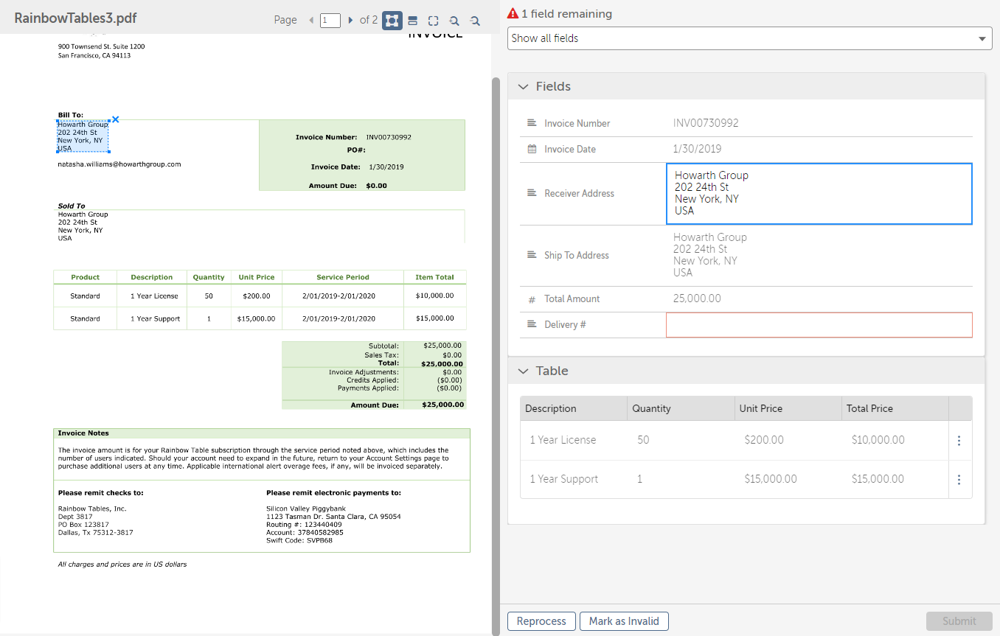 RainbowTables3.pdf
Page 1 of 2
INVOICE
900 Townsend St. Suite 1200
San Francisco, CA 94113
Bill To:
Howarth Group
202 24th St
New York, NY
USA
natasha.williams@howarthgroup.com
Invoice Number: INV00730992
PO#:
Invoice Date: 1/30/2019
Amount Due: $0.00
Sold To
Howarth Group
202 24th St
New York, NY
USA
Product Description Quantity Unit Price Service Period Item Total
Standard 1 Year License 50 $200.00 2/01/2019-2/01/2020 $10,000.00
Standard 1 Year Support 1 $15,000.00 2/01/2019-2/01/2020 $15,000.00
Subtotal: $25,000.00
Sales Tax: $0.00
Total: $25,000.00
Invoice Adjustments: $0.00
Credits Applied: ($0.00)
Payments Applied: ($0.00)
Amount Due: $25,000.00
Invoice Notes
The invoice amount is for your Rainbow Table subscription through the service period noted above, which includes the
number of users indicated. Should your account need to expand in the future, return to your Account Settings page to
purchase additional users at any time. Applicable international alert overage fees, if any, will be invoiced separately.
Please remit checks to:
Rainbow Tables, Inc.
Dept 3817
PO Box 123817
Dallas, Tx 75312-3817
Please remit electronic payments to:
Silicon Valley Piggybank
1123 Tasman Dr. Santa Clara, CA 95054
Routing #: 123440409
Account: 37840582985
Swift Code: SVPB68
All charges and prices are in US dollars
1 field remaining
Show all fields
Fields
Invoice Number INV00730992
Invoice Date 1/30/2019
Receiver Address
Howarth Group
202 24th St
New York, NY
USA
Ship To Address
Howarth Group
202 24th St
New York, NY
USA
# Total Amount 25,000.00
Delivery #
Table
Description Quantity Unit Price Total Price
1 Year License 50 $200.00 $10,000.00
1 Year Support 1 $15,000.00 $15,000.00
Reprocess Mark as Invalid Submit